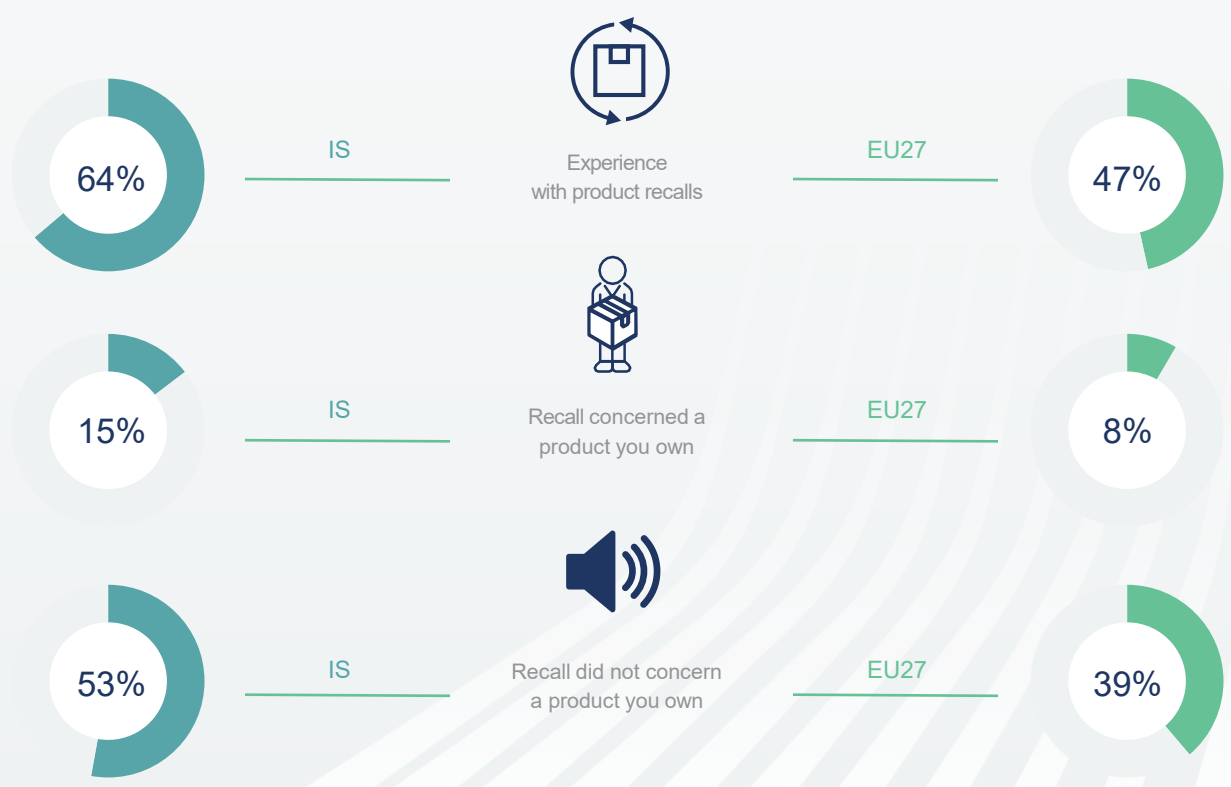 64%
IS
Experience
with product recalls
EU27
47%
15%
IS
Recall concerned a
product you own
EU27
8%
53%
IS
Recall did not concern
a product you own
EU27
39%